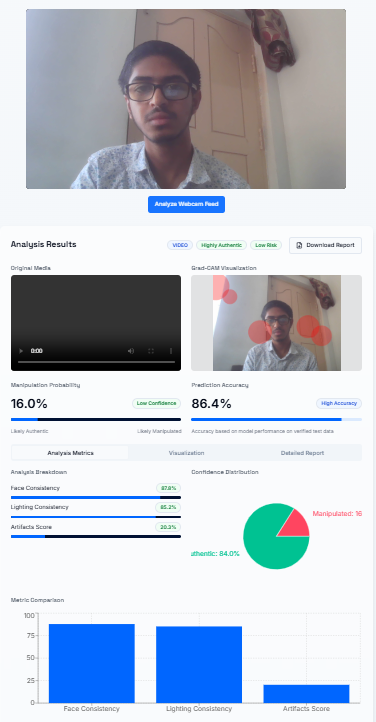 Analyze Webcam Feed
Analysis Results
VIDEO
Highly Authentic
Low Risk
Download Report
Original Media
Grad-CAM Visualization
0:00
Manipulation Probability
Prediction Accuracy
16.0%
Low Confidence
86.4%
High Accuracy
Likely Authentic
Likely Manipulated
Accuracy based on model performance on verified test data
Analysis Metrics
Visualization
Detailed Report
Analysis Breakdown
Confidence Distribution
Face Consistency
87.8%
Lighting Consistency
85.2%
Artifacts Score
20.3%
Manipulated: 16
uthentic: 84.0%
Metric Comparison
100
75
50
25
0
Face Consistency
Lighting Consistency
Artifacts Score